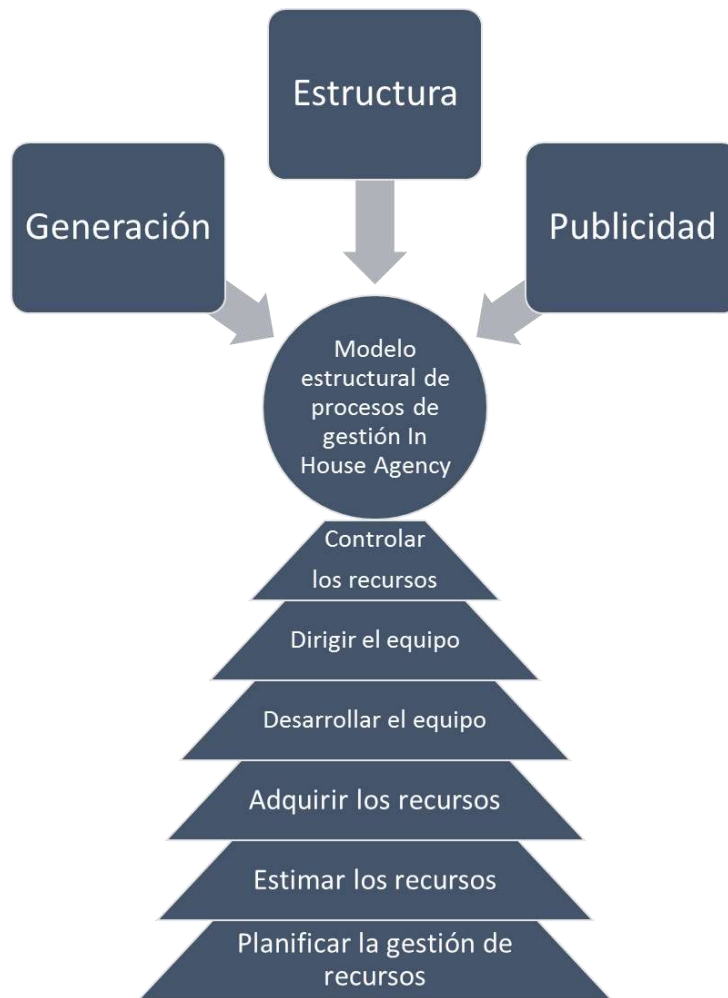 Estructura
Generación
Publicidad
Modelo
estructural de
procesos de
gestión In
House Agency
Controlar
los recursos
Dirigir el equipo
Desarrollar el equipo
Adquirir los recursos
Estimar los recursos
Planificar la gestión de
recursos